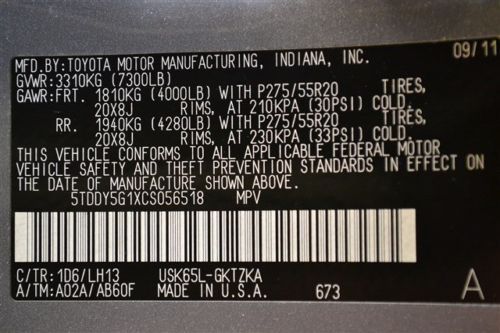 09/11
MFD.BY:TOYOTA MOTOR MANUFACTURING, INDIANA, INC.
GVWR:3310KG (7300LB)
GAWR:FRT. 1810KG (4000LB) WITH P275/55R20 TIRES,
20X8J RIMS, AT 210KPA (30PSI) COLD.
RR. 1940KG (4280LB) WITH P275/55R20 TIRES,
20X8J RIMS, AT 230KPA (33PSI) COLD.
THIS VEHICLE CONFORMS TO ALL APPLICABLE FEDERAL MOTOR
VEHICLE SAFETY AND THEFT PREVENTION STANDARDS IN EFFECT ON
THE DATE OF MANUFACTURE SHOWN ABOVE.
5TDDY5G1XCS056518 MPV
C/TR:1D6/LH13 USK65L-GKTZKA
A/TM:A02A/AB60F MADE IN U.S.A. 673 A